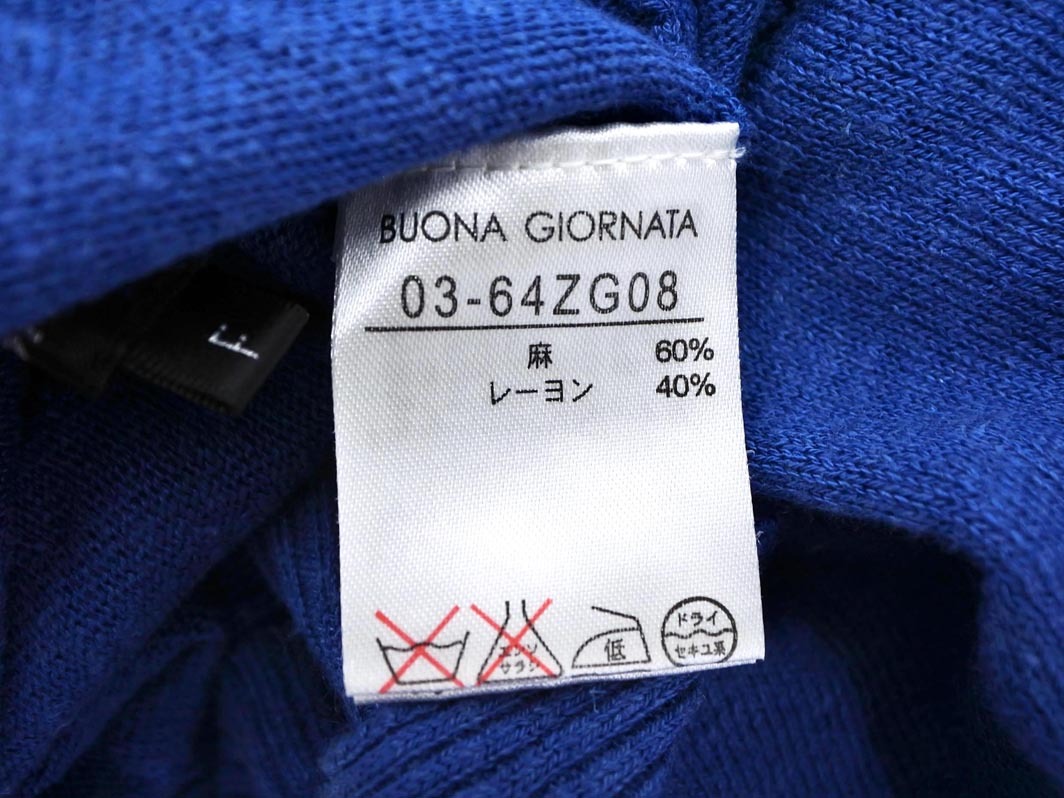 BUONA GIORNATA
03-64ZG08
麻 60%
レーヨン 40%
エンソ
サラシ
低
ドライ
セキユ系